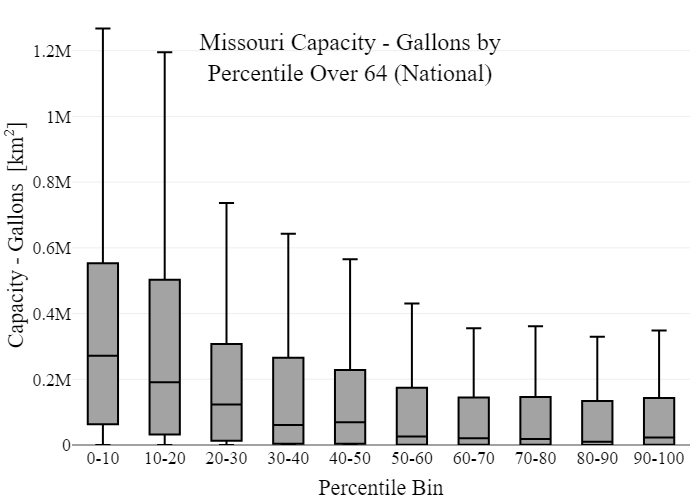 Missouri Capacity - Gallons by
Percentile Over 64 (National)
Capacity - Gallons [km²]
1.2M
1M
0.8M
0.6M
0.4M
0.2M
0
0-10 10-20 20-30 30-40 40-50 50-60 60-70 70-80 80-90 90-100
Percentile Bin